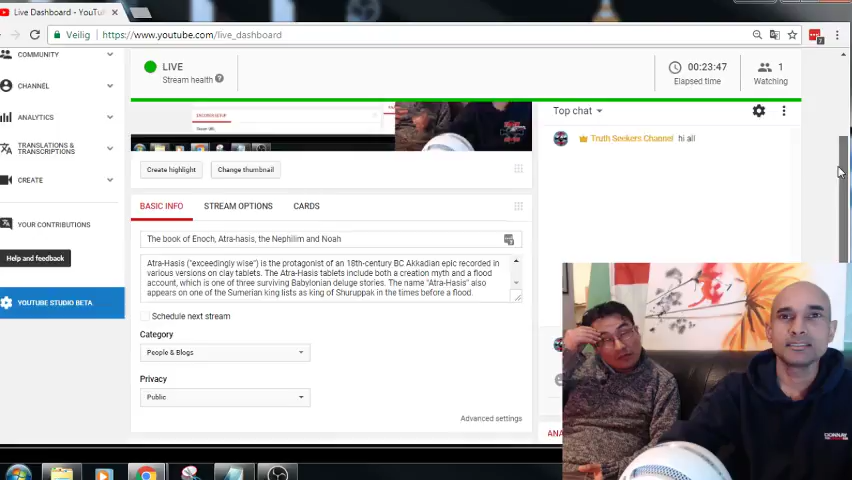 Live Dashboard - YouTu
Veilig https://www.youtube.com/live_dashboard
COMMUNITY
CHANNEL
ANALYTICS
TRANSLATIONS &
TRANSCRIPTIONS
CREATE
YOUR CONTRIBUTIONS
Help and feedback
YOUTUBE STUDIO BETA
LIVE
Stream health
00:23:47
Elapsed time
1
Watching
Create highlight
Change thumbnail
BASIC INFO STREAM OPTIONS CARDS
The book of Enoch, Atra-hasis, the Nephilim and Noah
Atra-Hasis ("exceedingly wise") is the protagonist of an 18th-century BC Akkadian epic recorded in
various versions on clay tablets. The Atra-Hasis tablets include both a creation myth and a flood
account, which is one of three surviving Babylonian deluge stories. The name "Atra-Hasis" also
appears on one of the Sumerian king lists as king of Shuruppak in the times before a flood.
Schedule next stream
Category
People & Blogs
Privacy
Public
Advanced settings
Top chat
Truth Seekers Channel hi all
ANA
DONNAY